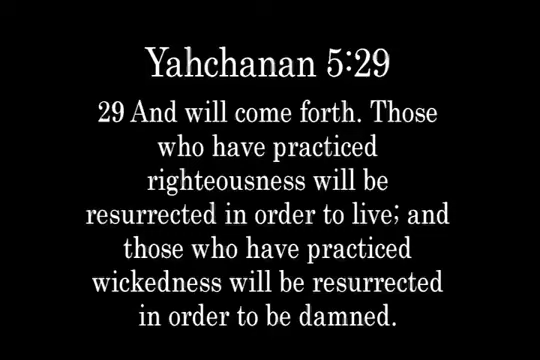 Yahchanan 5:29
29 And will come forth. Those
who have practiced
righteousness will be
resurrected in order to live; and
those who have practiced
wickedness will be resurrected
in order to be damned.